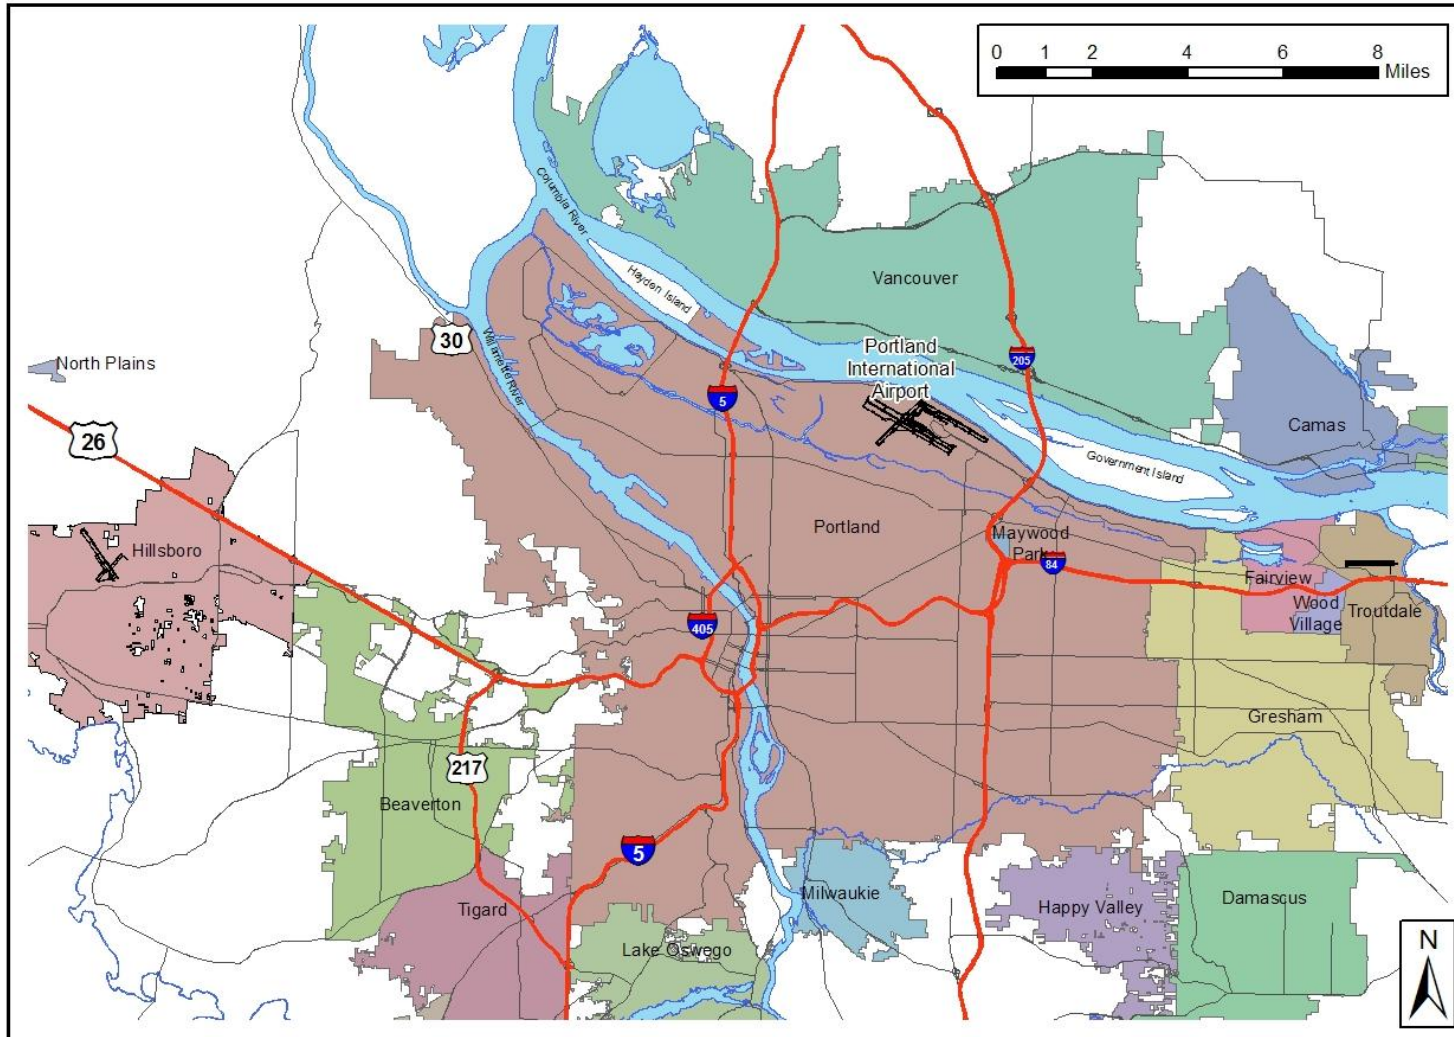 0 1 2 4 6 8
Miles
Columbia River
Hayden Island
Vancouver
Portland
International
Airport
30
Willamette River
North Plains
205
5
26
Camas
Government Island
Hillsboro
Portland
Maywood
Park
84
Fairview
Wood
Village
Troutdale
405
Gresham
217
Beaverton
5
Milwaukie
Happy Valley
Damascus
Tigard
Lake Oswego
N